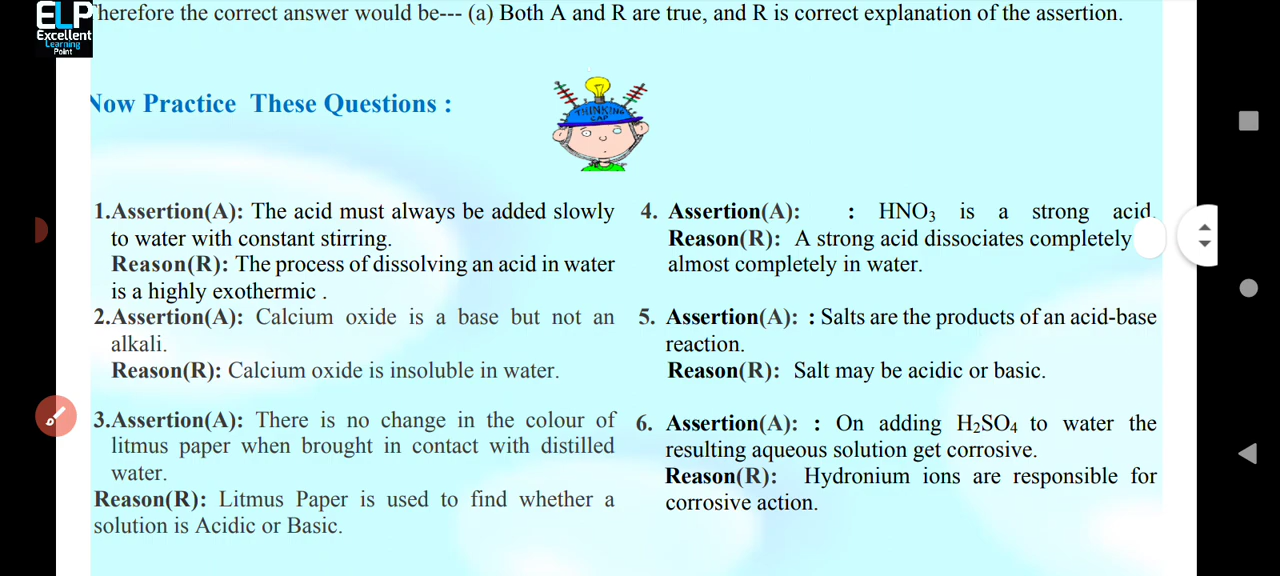 ELP
Excellent
Learning
Point
herefore the correct answer would be--- (a) Both A and R are true, and R is correct explanation of the assertion.
Now Practice These Questions :
THINKING
CAP
1.Assertion(A): The acid must always be added slowly
to water with constant stirring.
Reason(R): The process of dissolving an acid in water
is a highly exothermic .
2.Assertion(A): Calcium oxide is a base but not an
alkali.
Reason(R): Calcium oxide is insoluble in water.
3.Assertion(A): There is no change in the colour of
litmus paper when brought in contact with distilled
water.
Reason(R): Litmus Paper is used to find whether a
solution is Acidic or Basic.
4. Assertion(A): : HNO₃ is a strong acid.
Reason(R): A strong acid dissociates completely
almost completely in water.
5. Assertion(A): : Salts are the products of an acid-base
reaction.
Reason(R): Salt may be acidic or basic.
6. Assertion(A): : On adding H₂SO₄ to water the
resulting aqueous solution get corrosive.
Reason(R): Hydronium ions are responsible for
corrosive action.